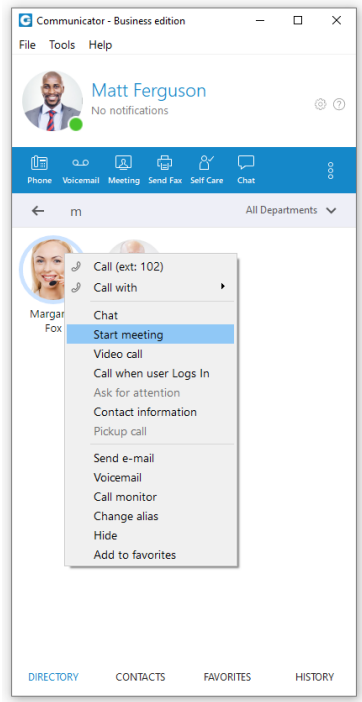 Communicator - Business edition
File Tools Help
Matt Ferguson
No notifications
Phone Voicemail Meeting Send Fax Self Care Chat
m All Departments
Call (ext: 102)
Call with
Chat
Start meeting
Video call
Call when user Logs In
Ask for attention
Contact information
Pickup call
Send e-mail
Voicemail
Call monitor
Change alias
Hide
Add to favorites
Margar
Fox
DIRECTORY CONTACTS FAVORITES HISTORY